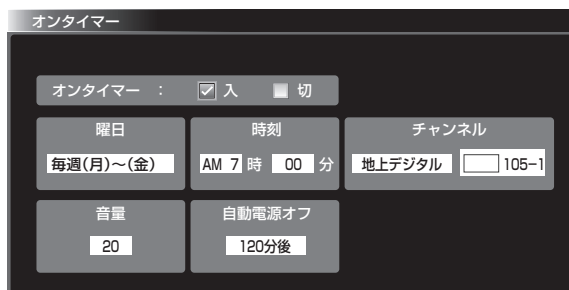 オンタイマー
オンタイマー : 入 切
曜日 時刻 チャンネル
毎週(月)~(金) AM 7 時 00 分 地上デジタル 105-1
音量 自動電源オフ
20 120分後